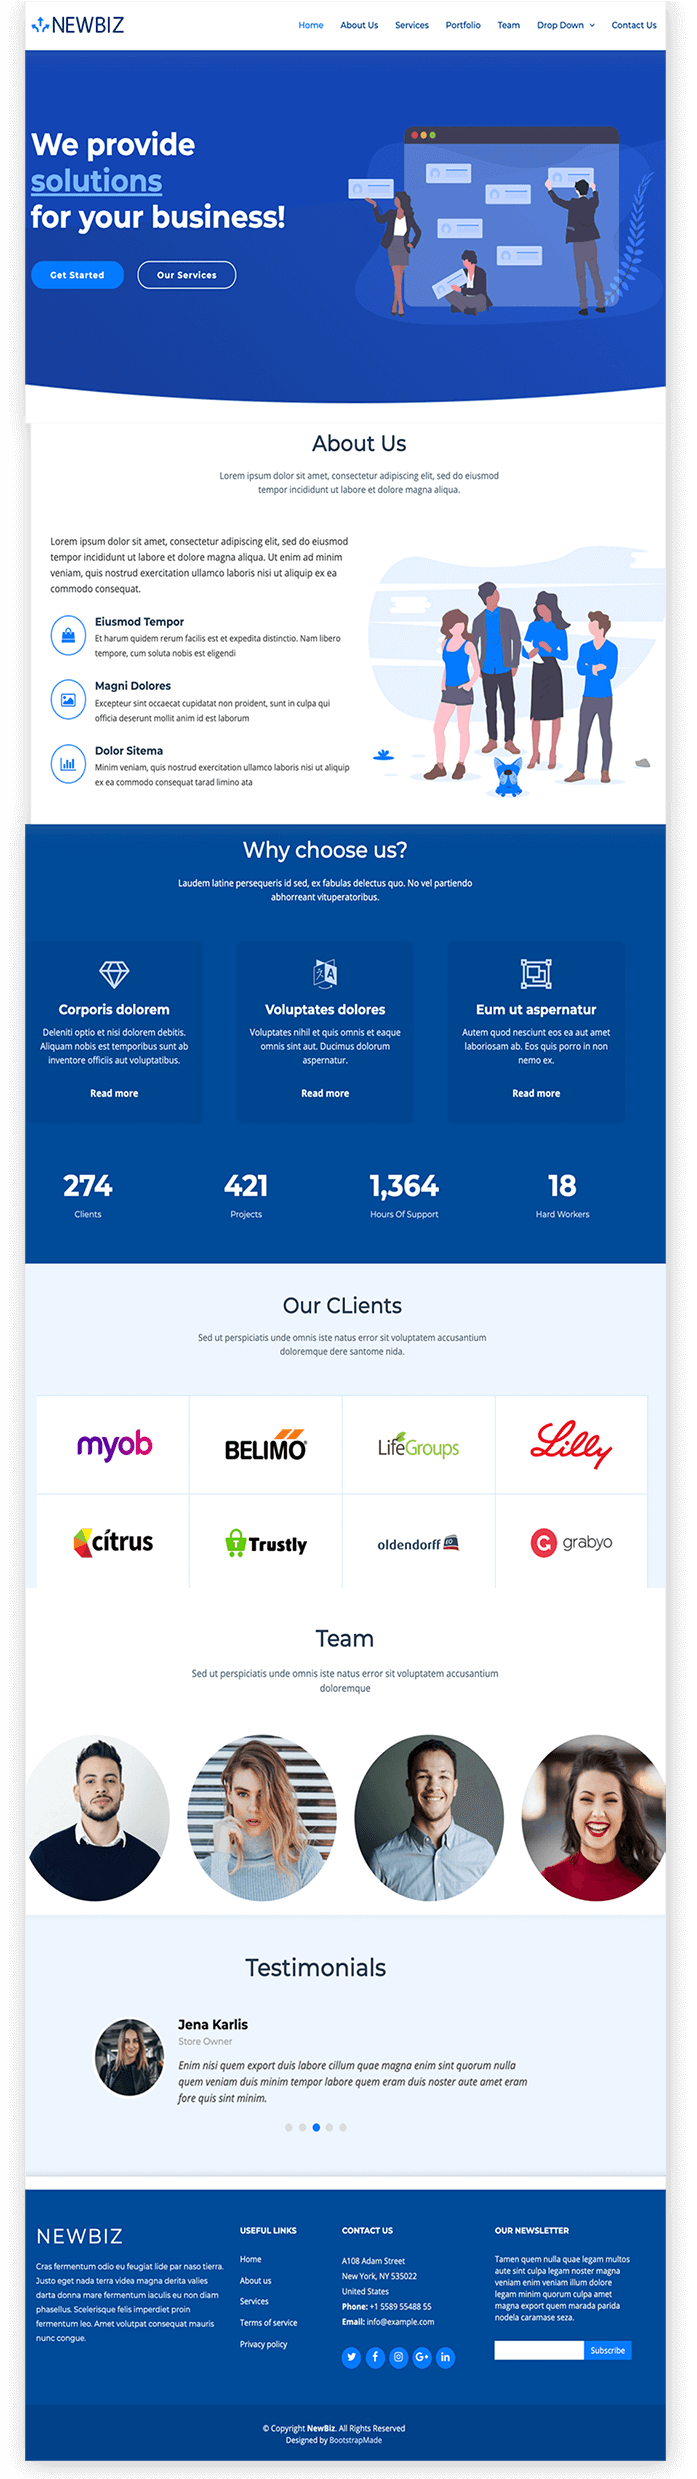 NEWBIZ
Home About Us Services Portfolio Team Drop Down Contact Us
We provide
solutions
for your business!
Get Started Our Services
About Us
Lorem ipsum dolor sit amet, consectetur adipiscing elit, sed do eiusmod
tempor incididunt ut labore et dolore magna aliqua.
Lorem ipsum dolor sit amet, consectetur adipiscing elit, sed do eiusmod
tempor incididunt ut labore et dolore magna aliqua. Ut enim ad minim
veniam, quis nostrud exercitation ullamco laboris nisi ut aliquip ex ea
commodo consequat.
Eiusmod Tempor
Et harum quidem rerum facilis est et expedita distinctio. Nam libero
tempore, cum soluta nobis est eligendi
Magni Dolores
Excepteur sint occaecat cupidatat non proident, sunt in culpa qui
officia deserunt mollit anim id est laborum
Dolor Sitema
Minim veniam, quis nostrud exercitation ullamco laboris nisi ut aliquip
ex ea commodo consequat tarad limino ata
Why choose us?
Laudem latine persequeris id sed, ex fabulas delectus quo. No vel partiendo
abhorreant vituperatoribus.
Corporis dolorem
Deleniti optio et nisi dolorem debitis.
Aliquam nobis est temporibus sunt ab
inventore officiis aut voluptatibus.
Read more
Voluptates dolores
Voluptates nihil et quis omnis et eaque
omnis sint aut. Ducimus dolorum
aspernatur.
Read more
Eum ut aspernatur
Autem quod nesciunt eos ea aut amet
laboriosam ab. Eos quis porro in non
nemo ex.
Read more
274 421 1,364 18
Clients Projects Hours Of Support Hard Workers
Our CLients
Sed ut perspiciatis unde omnis iste natus error sit voluptatem accusantium
doloremque dere santome nida.
myob BELIMO LifeGroups Lilly
cítrus Trustly oldendorff grabyo
Team
Sed ut perspiciatis unde omnis iste natus error sit voluptatem accusantium
doloremque
Testimonials
Jena Karlis
Store Owner
Enim nisi quem export duis labore cillum quae magna enim sint quorum nulla
quem veniam duis minim tempor labore quem eram duis noster aute amet eram
fore quis sint minim.
NEWBIZ
Cras fermentum odio eu feugiat lide par naso tierra.
Justo eget nada terra videa magna derita valies
darta donna mare fermentum iaculis eu non diam
phasellus. Scelerisque felis imperdiet proin
fermentum leo. Amet volutpat consequat mauris
nunc congue.
USEFUL LINKS
Home
About us
Services
Terms of service
Privacy policy
CONTACT US
A108 Adam Street
New York, NY 535022
United States
Phone: +1 5589 55488 55
Email: info@example.com
OUR NEWSLETTER
Tamen quem nulla quae legam multos
aute sint culpa legam noster magna
veniam enim veniam illum dolore
legam minim quorum culpa amet
magna export quem marada parida
nodela caramase seza.
Subscribe
© Copyright NewBiz. All Rights Reserved
Designed by BootstrapMade